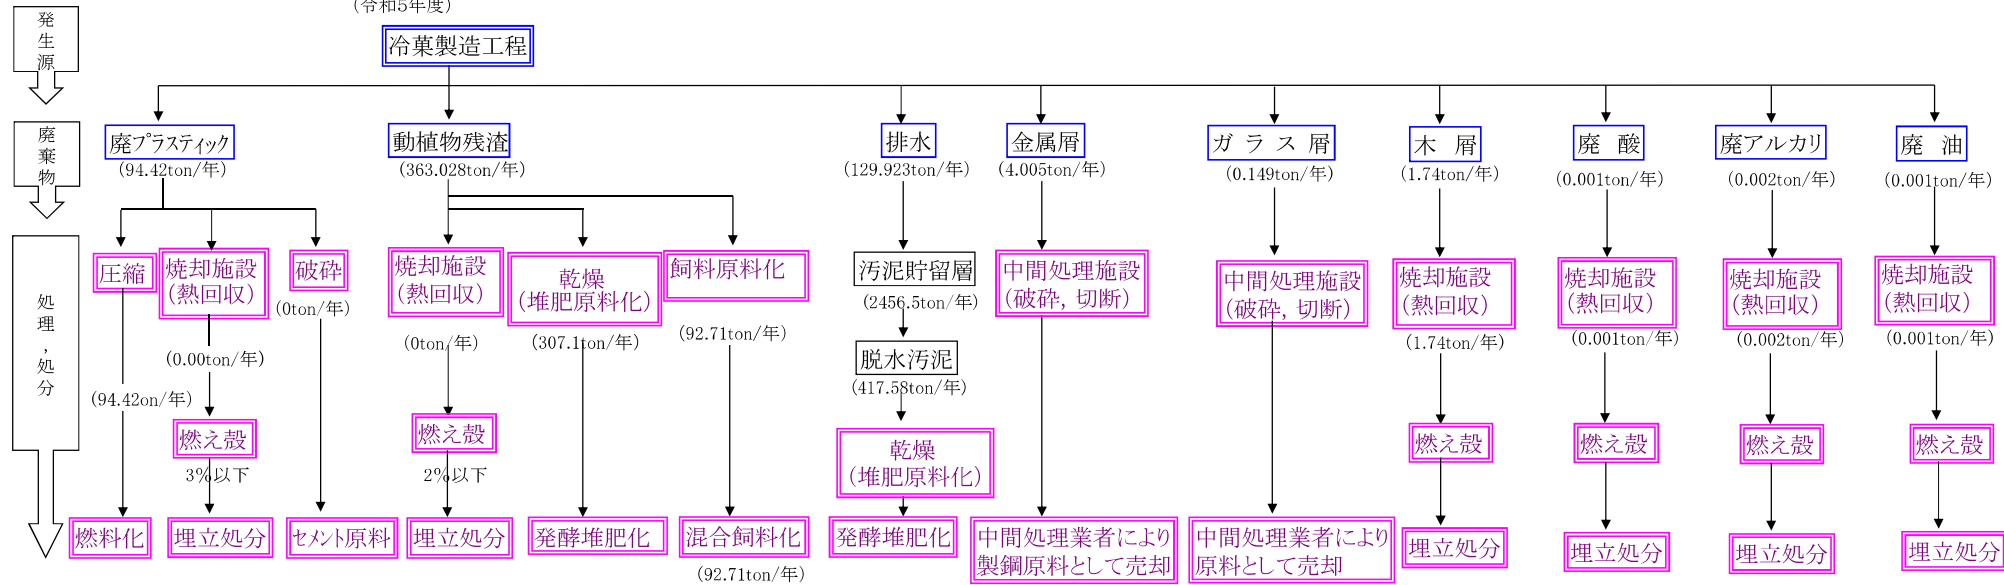 （令和5年度）
発生源
冷菓製造工程
廃棄物
廃プラスティック
(94.42ton/年)
動植物残渣
(363.028ton/年)
排水
(129.923ton/年)
金属屑
(4.005ton/年)
ガ ラ ス 屑
(0.149ton/年)
木 屑
(1.74ton/年)
廃 酸
(0.001ton/年)
廃アルカリ
(0.002ton/年)
廃 油
(0.001ton/年)
処理，処分
圧縮
(94.42on/年)
燃料化
焼却施設
(熱回収)
(0.00ton/年)
燃え殻
3%以下
埋立処分
破砕
(0ton/年)
セメント原料
焼却施設
(熱回収)
(0ton/年)
燃え殻
2%以下
埋立処分
乾燥
(堆肥原料化)
(307.1ton/年)
発酵堆肥化
飼料原料化
(92.71ton/年)
混合飼料化
(92.71ton/年)
汚泥貯留層
(2456.5ton/年)
脱水汚泥
(417.58ton/年)
乾燥
(堆肥原料化)
発酵堆肥化
中間処理施設
(破砕, 切断)
中間処理業者により
製鋼原料として売却
中間処理施設
(破砕, 切断)
中間処理業者により
原料として売却
焼却施設
(熱回収)
(1.74ton/年)
燃え殻
埋立処分
焼却施設
(熱回収)
(0.001ton/年)
燃え殻
埋立処分
焼却施設
(熱回収)
(0.002ton/年)
燃え殻
埋立処分
焼却施設
(熱回収)
(0.001ton/年)
燃え殻
埋立処分